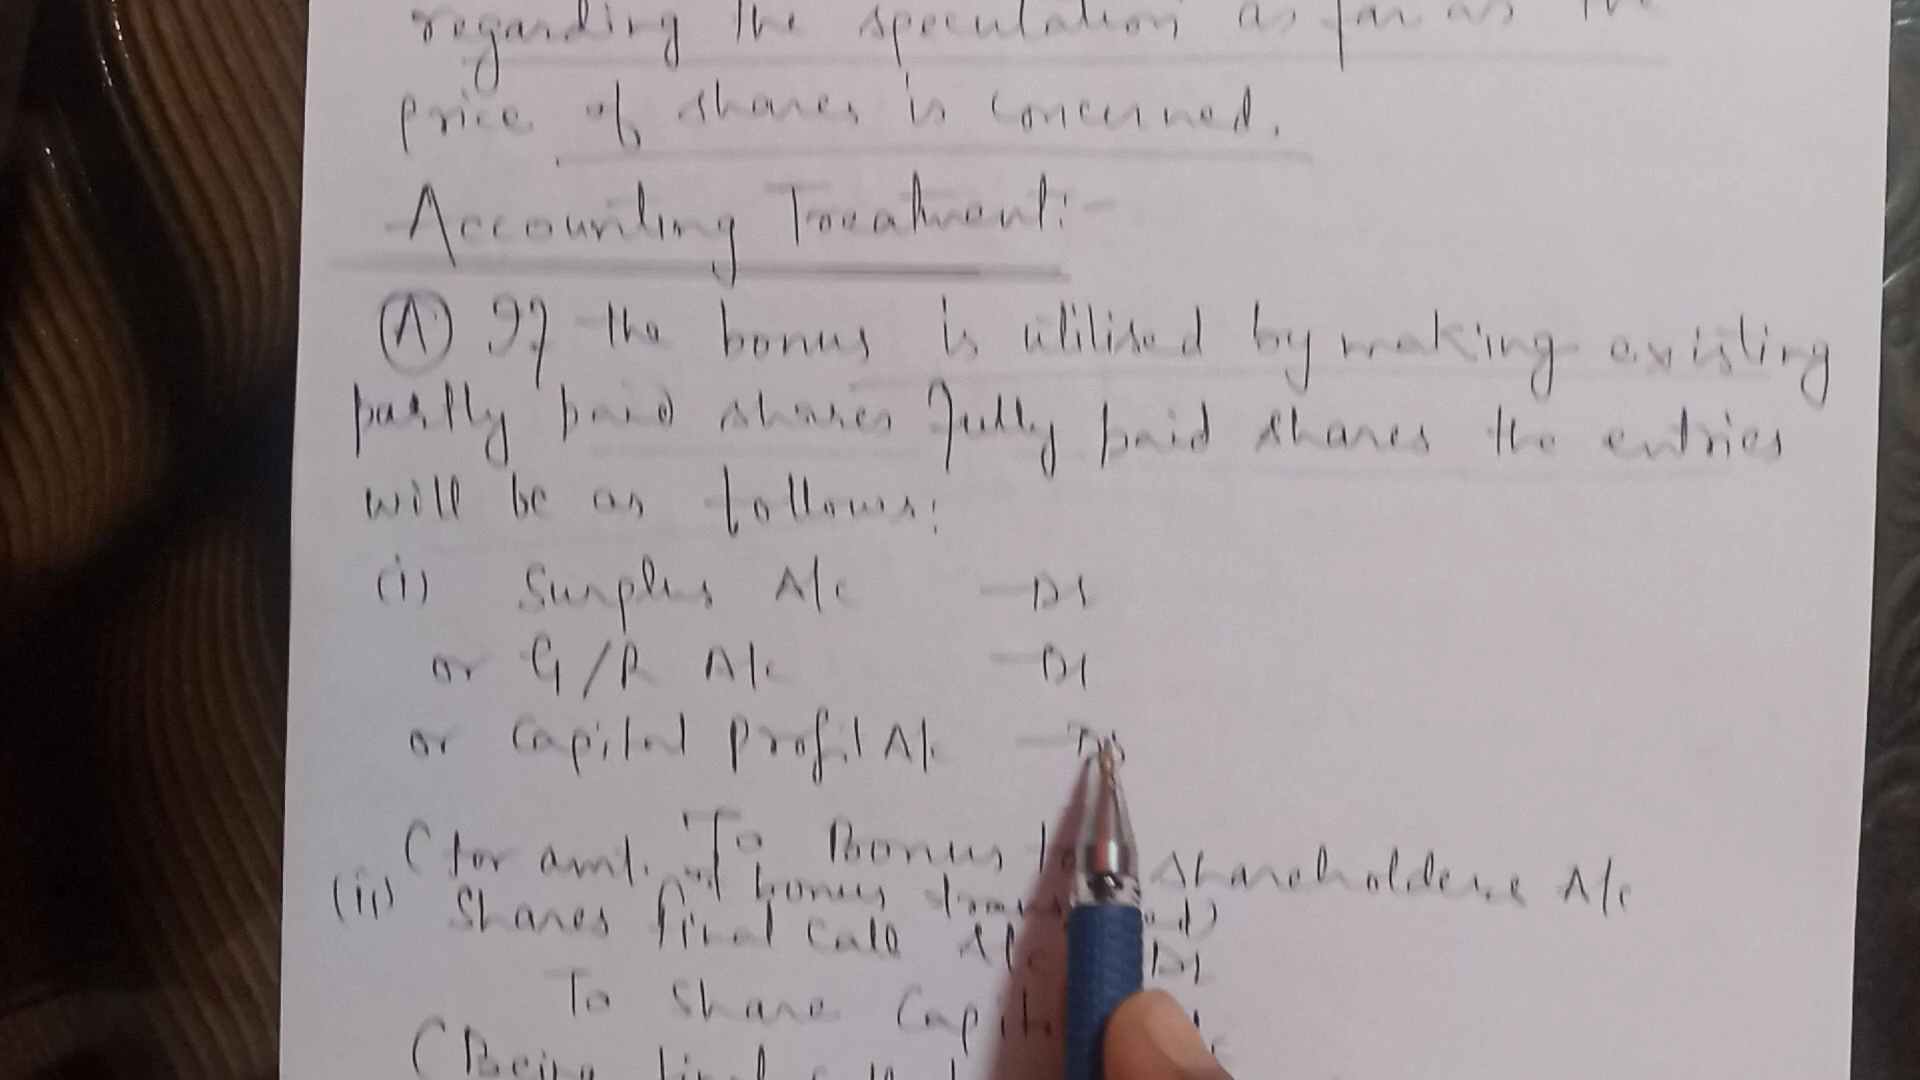 regarding the speculation as far as the
price of shares is concerned.
Accounting Treatment:-
(A) If the bonus is utilised by making existing
partly paid shares fully paid shares the entries
will be as follows:
(i) Surplus A/c —Dr
or G/R A/c —Dr
or Capital Profit A/c —Dr
To Bonus to Shareholders A/c
(for amt. of bonus
(ii) Shares final Call A/c Dr
To Share
(Being final